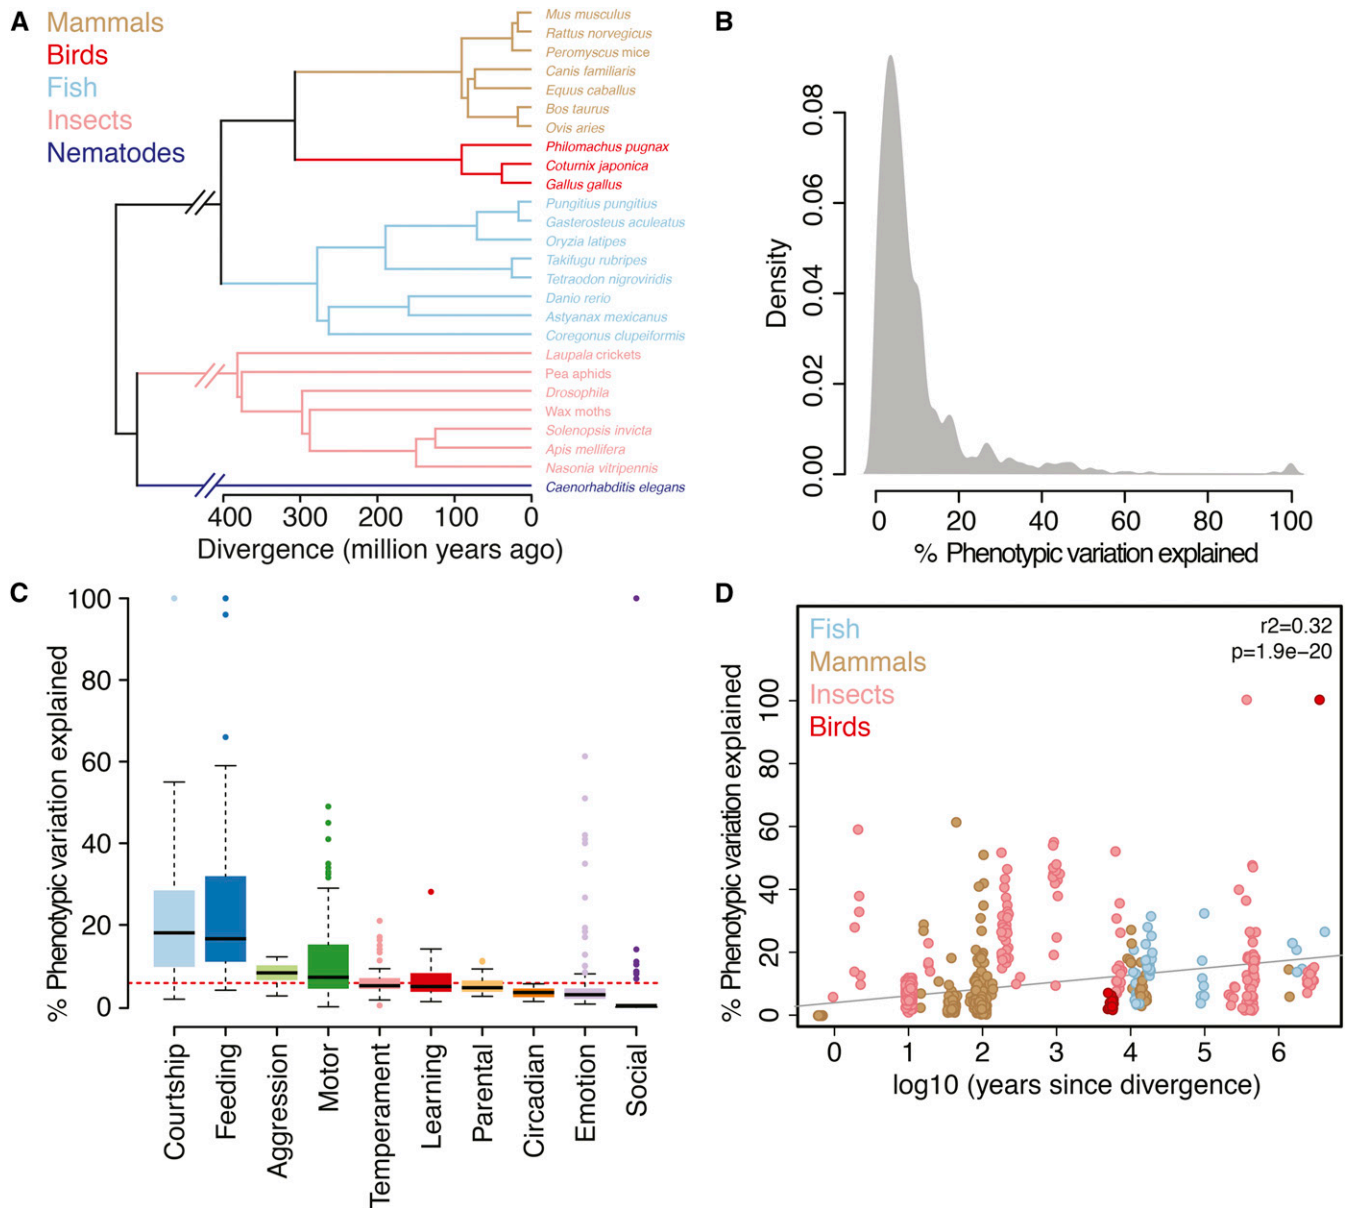 A
Mammals
Birds
Fish
Insects
Nematodes
Mus musculus
Rattus norvegicus
Peromyscus mice
Canis familiaris
Equus caballus
Bos taurus
Ovis aries
Philomachus pugnax
Coturnix japonica
Gallus gallus
Pungitius pungitius
Gasterosteus aculeatus
Oryzia latipes
Takifugu rubripes
Tetraodon nigroviridis
Danio rerio
Astyanax mexicanus
Coregonus clupeiformis
Laupala crickets
Pea aphids
Drosophila
Wax moths
Solenopsis invicta
Apis mellifera
Nasonia vitripennis
Caenorhabditis elegans
400 300 200 100 0
Divergence (million years ago)
B
Density
0.08
0.06
0.04
0.02
0.00
0 20 40 60 80 100
% Phenotypic variation explained
C
% Phenotypic variation explained
100
80
60
40
20
0
Courtship
Feeding
Aggression
Motor
Temperament
Learning
Parental
Circadian
Emotion
Social
D
Fish
Mammals
Insects
Birds
r2=0.32
p=1.9e−20
% Phenotypic variation explained
100
80
60
40
20
0
0 1 2 3 4 5 6
log10 (years since divergence)